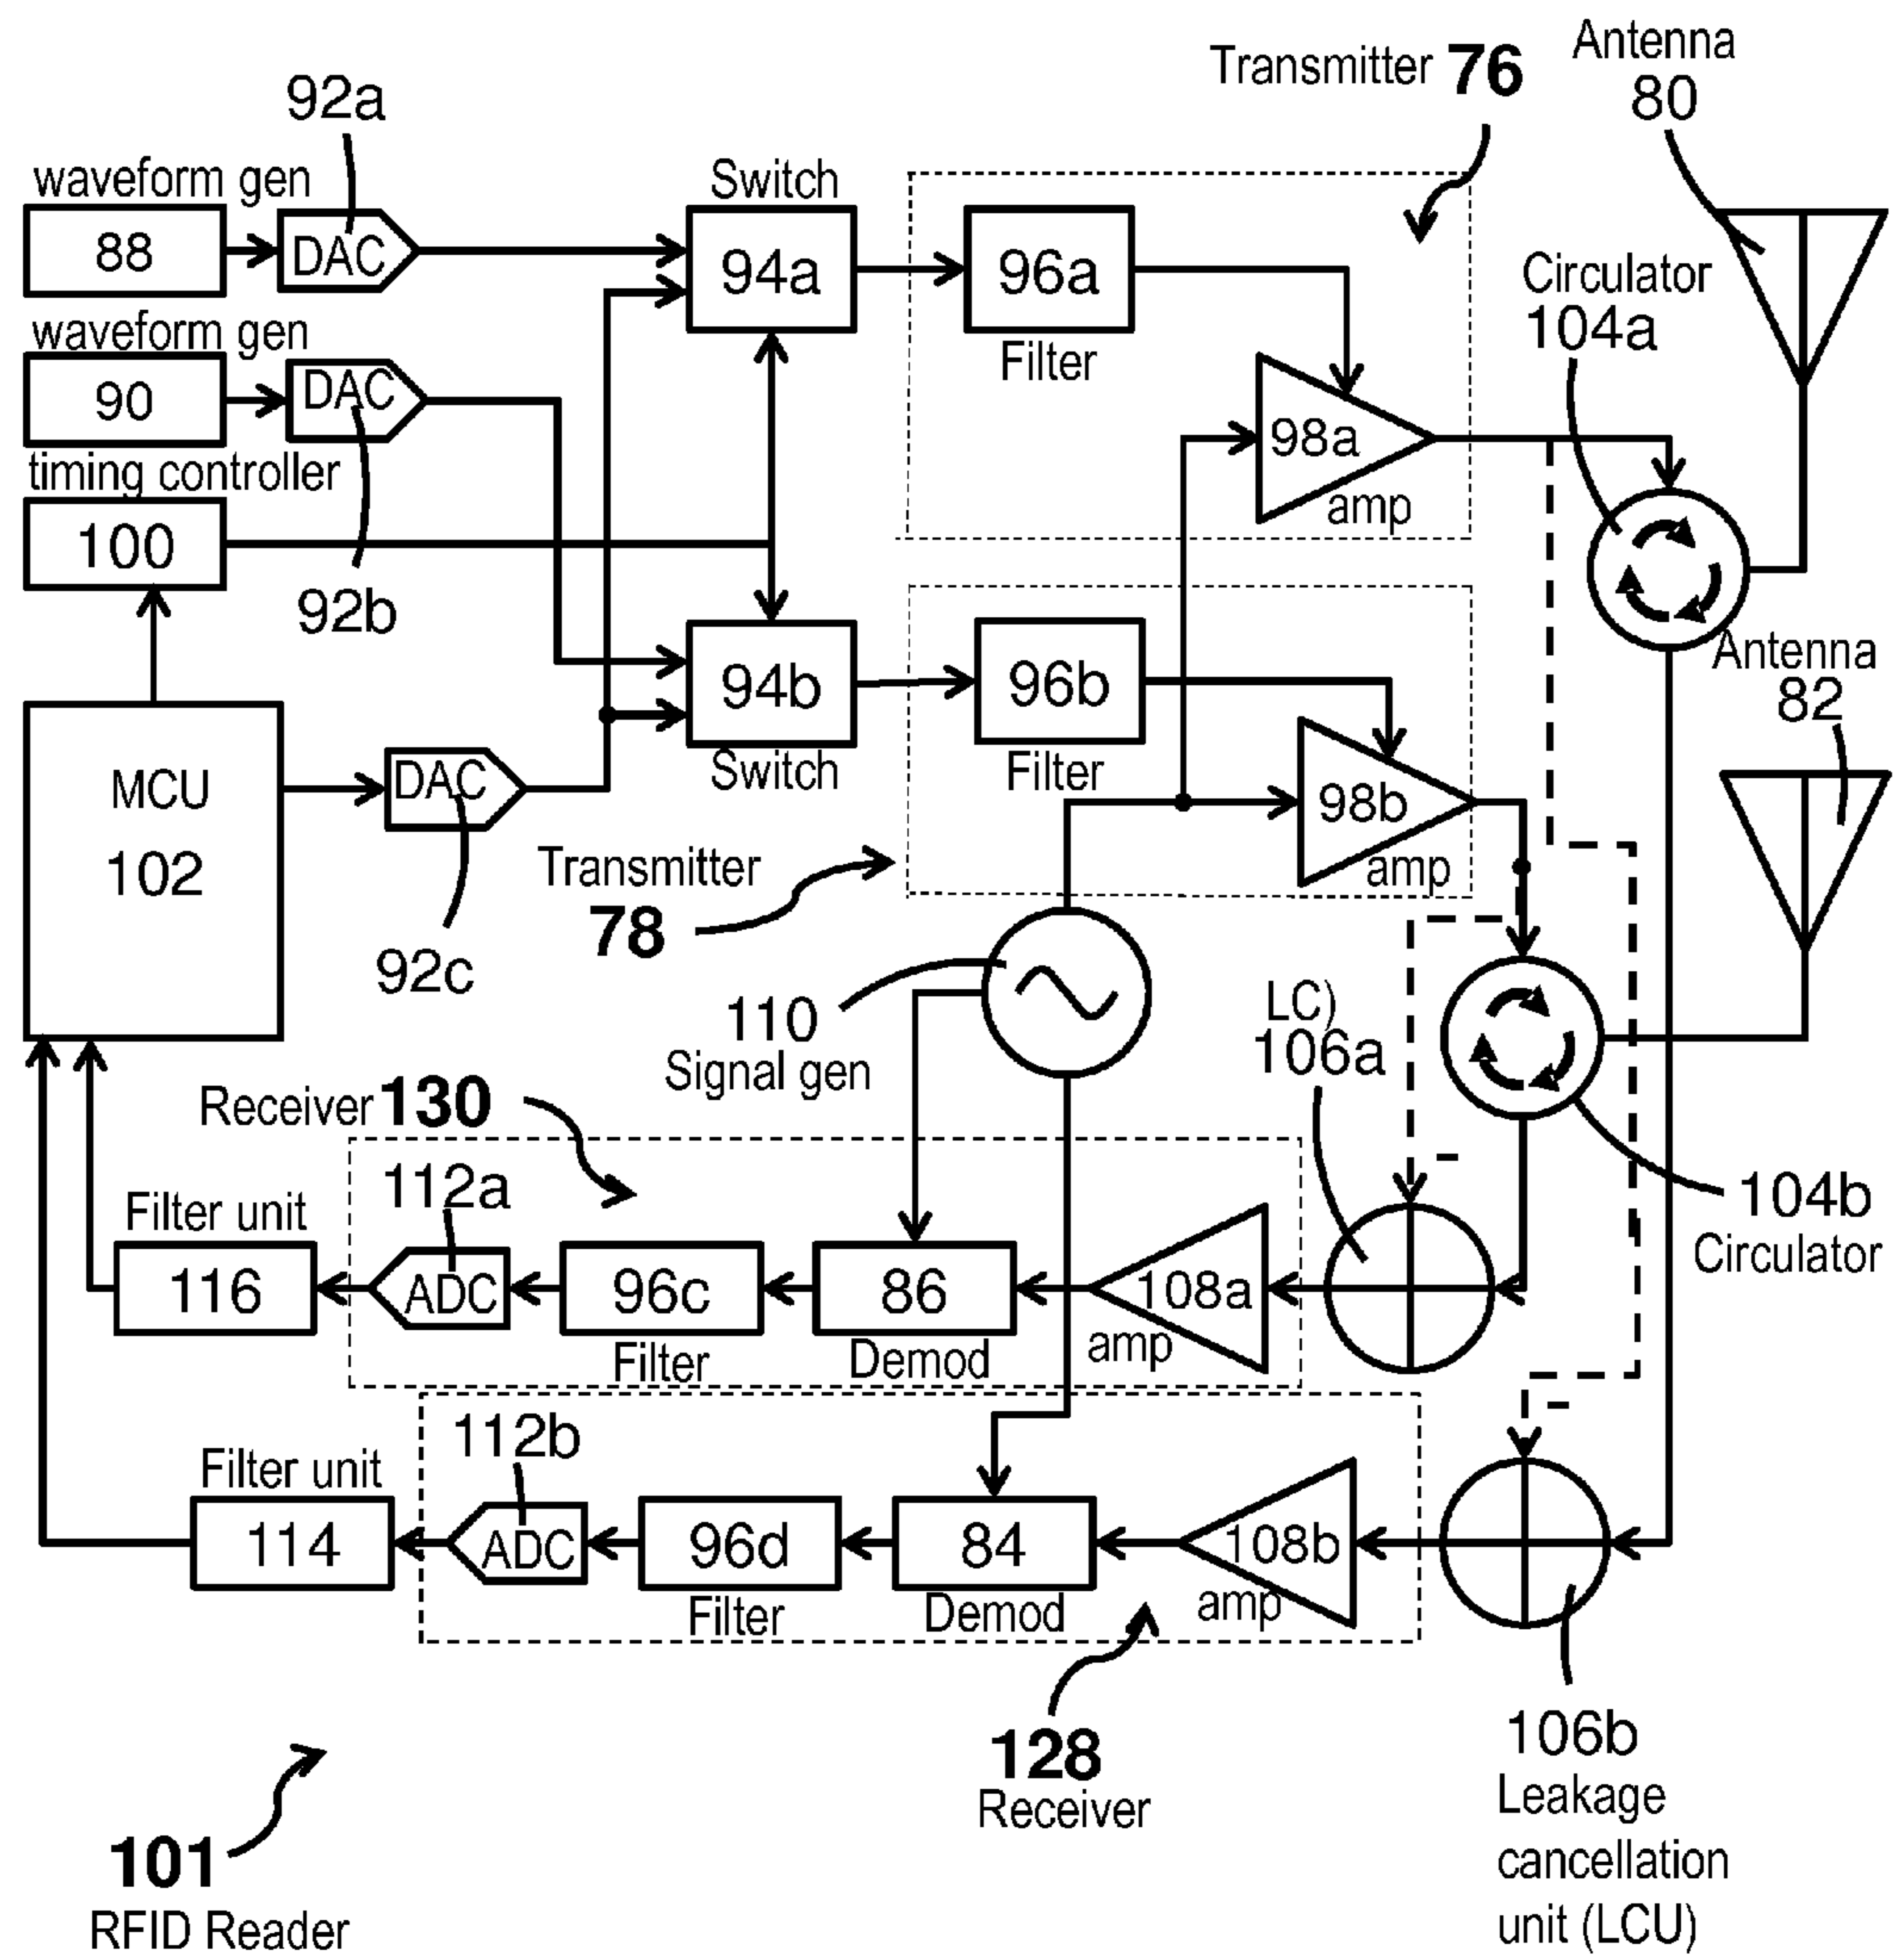 Transmitter 76
Antenna
80
92a
waveform gen
88
DAC
Switch
94a
96a
Filter
Circulator
104a
waveform gen
90
DAC
98a
amp
timing controller
100
92b
Antenna
82
94b
Switch
96b
Filter
98b
amp
MCU
102
DAC
92c
Transmitter
78
110
Signal gen
LC)
106a
Receiver 130
104b
Circulator
-
Filter unit
116
112a
ADC
96c
Filter
86
Demod
108a
amp
-
Filter unit
114
112b
ADC
96d
Filter
84
Demod
108b
amp
128
Receiver
106b
Leakage
cancellation
unit (LCU)
101
RFID Reader